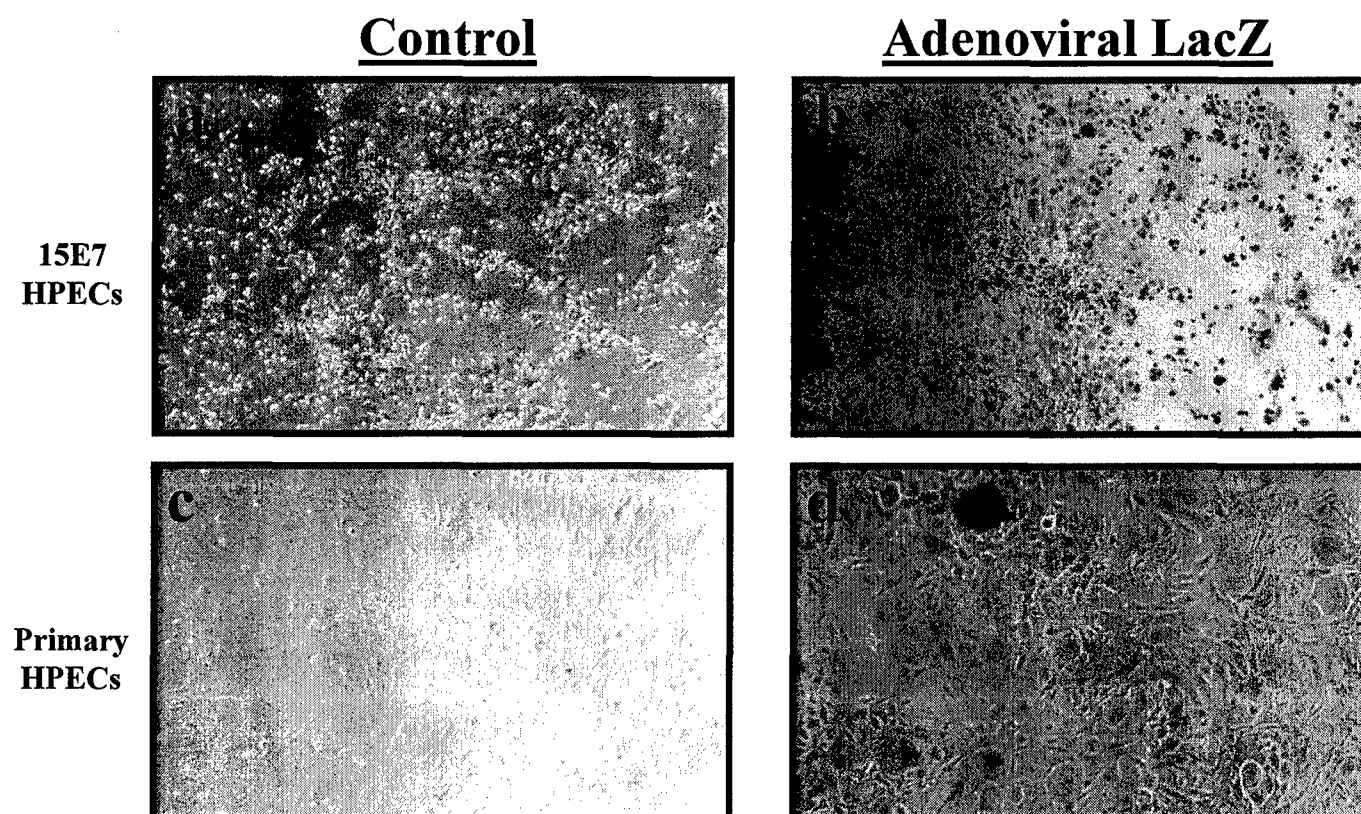 Control
Adenoviral LacZ
a
b
15E7
HPECs
c
d
Primary
HPECs